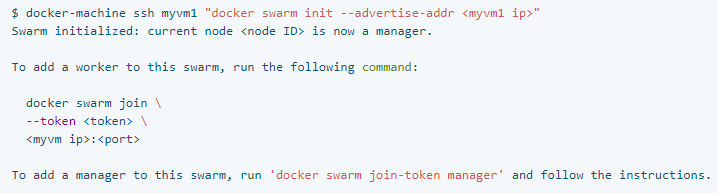 $ docker-machine ssh myvm1 "docker swarm init --advertise-addr <myvm1 ip>"
Swarm initialized: current node <node ID> is now a manager.
To add a worker to this swarm, run the following command:
docker swarm join \
--token <token> \
<myvm ip>:<port>
To add a manager to this swarm, run 'docker swarm join-token manager' and follow the instructions.